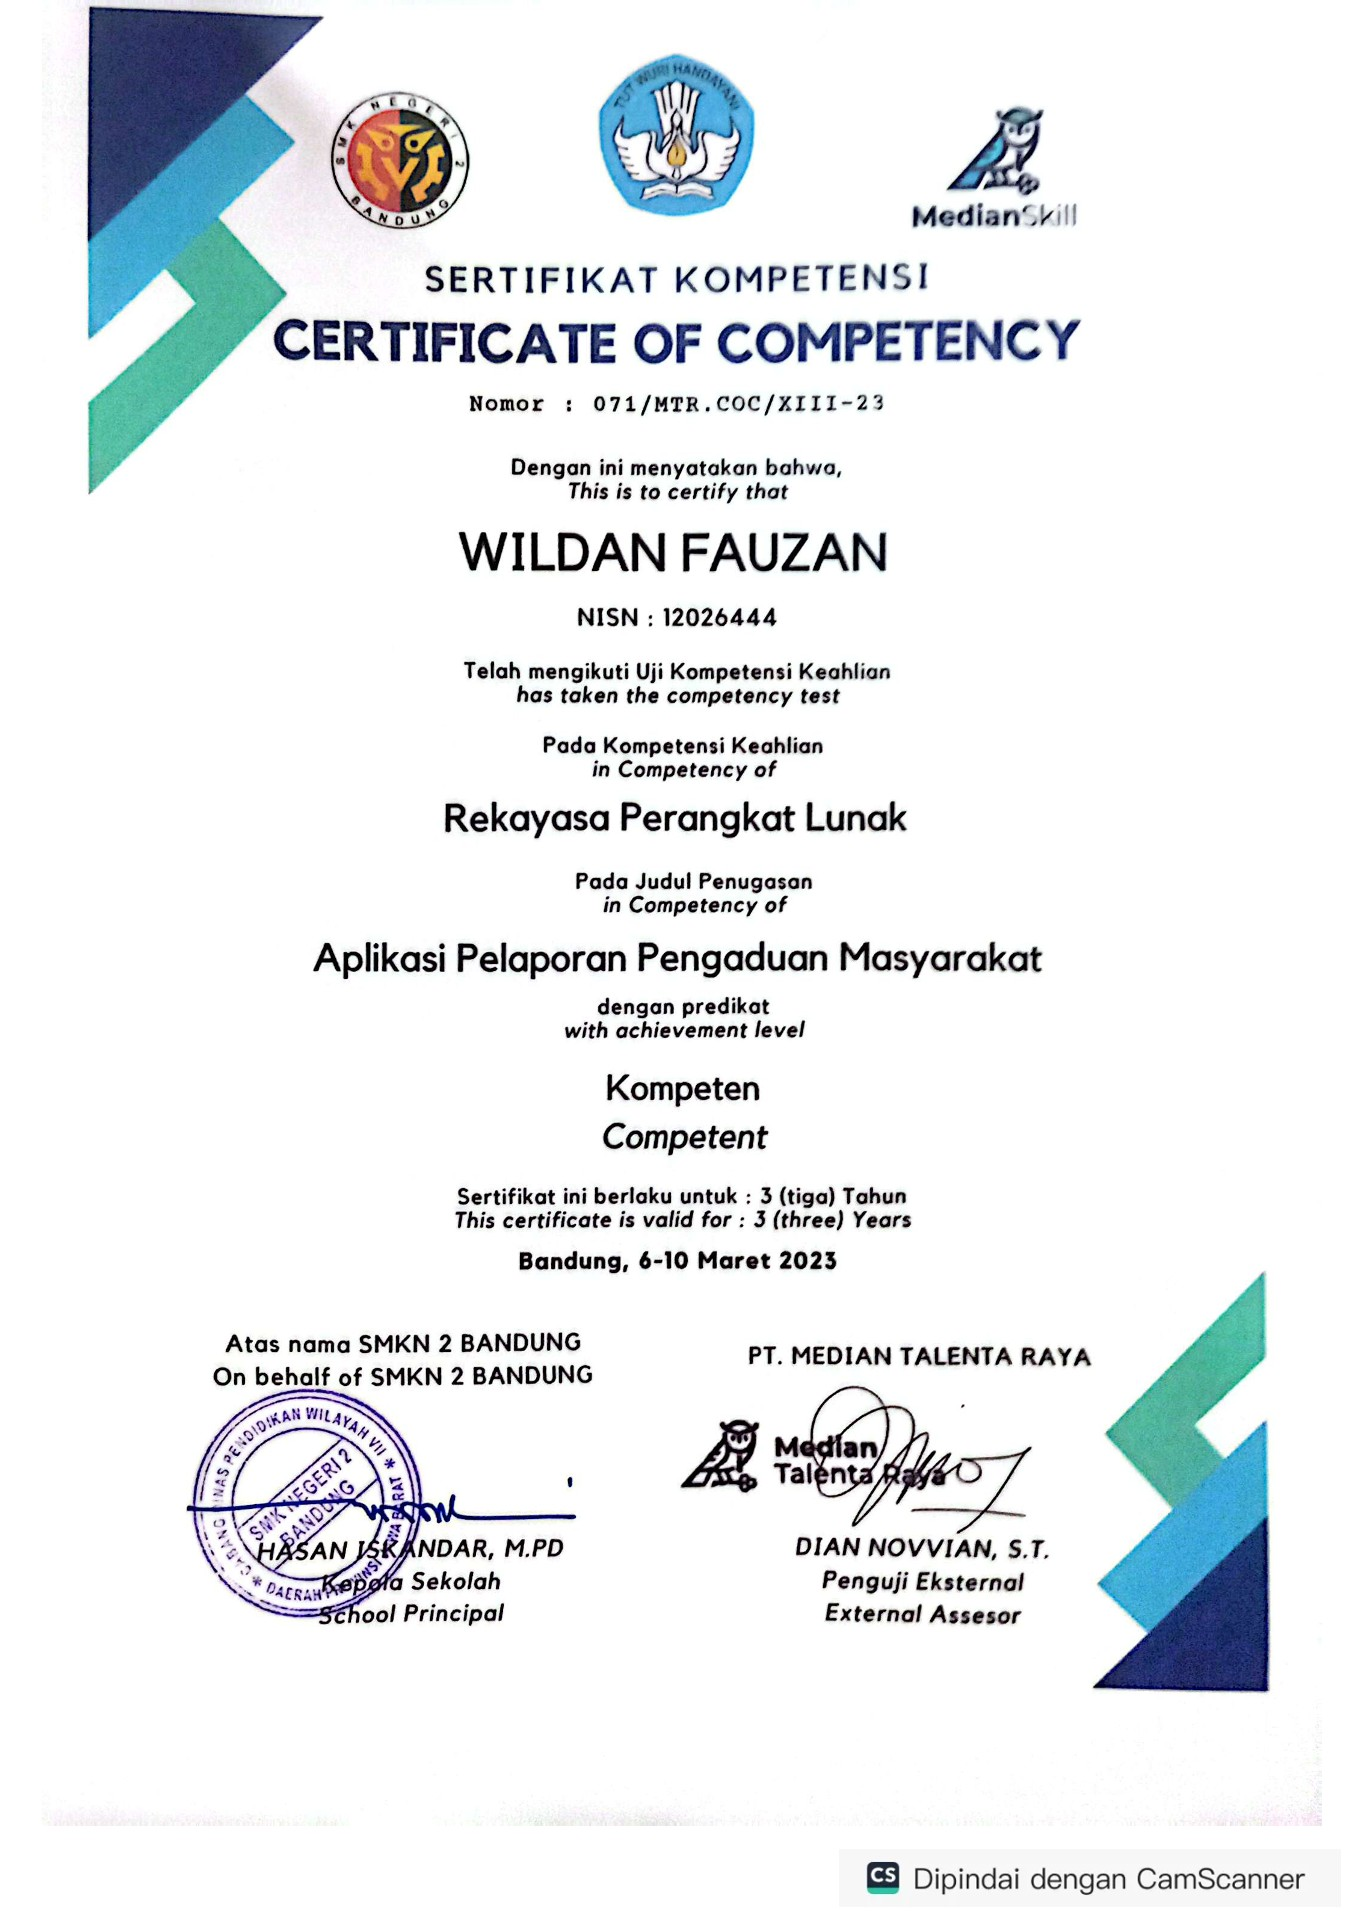 SMK NEGERI 2
BANDUNG
TUT WURI HANDAYANI
MedianSkill
SERTIFIKAT KOMPETENSI
CERTIFICATE OF COMPETENCY
Nomor : 071/MTR.COC/XIII-23
Dengan ini menyatakan bahwa,
This is to certify that
WILDAN FAUZAN
NISN : 12026444
Telah mengikuti Uji Kompetensi Keahlian
has taken the competency test
Pada Kompetensi Keahlian
in Competency of
Rekayasa Perangkat Lunak
Pada Judul Penugasan
in Competency of
Aplikasi Pelaporan Pengaduan Masyarakat
dengan predikat
with achievement level
Kompeten
Competent
Sertifikat ini berlaku untuk : 3 (tiga) Tahun
This certificate is valid for : 3 (three) Years
Bandung, 6-10 Maret 2023
Atas nama SMKN 2 BANDUNG
On behalf of SMKN 2 BANDUNG
CABANG DINAS PENDIDIKAN WILAYAH VII
SMK NEGERI 2
BANDUNG
DAERAH PROVINSI JAWA BARAT
HASAN ISKANDAR, M.PD
Kepala Sekolah
School Principal
PT. MEDIAN TALENTA RAYA
Median
Talenta Raya
DIAN NOVVIAN, S.T.
Penguji Eksternal
External Assesor
CS Dipindai dengan CamScanner